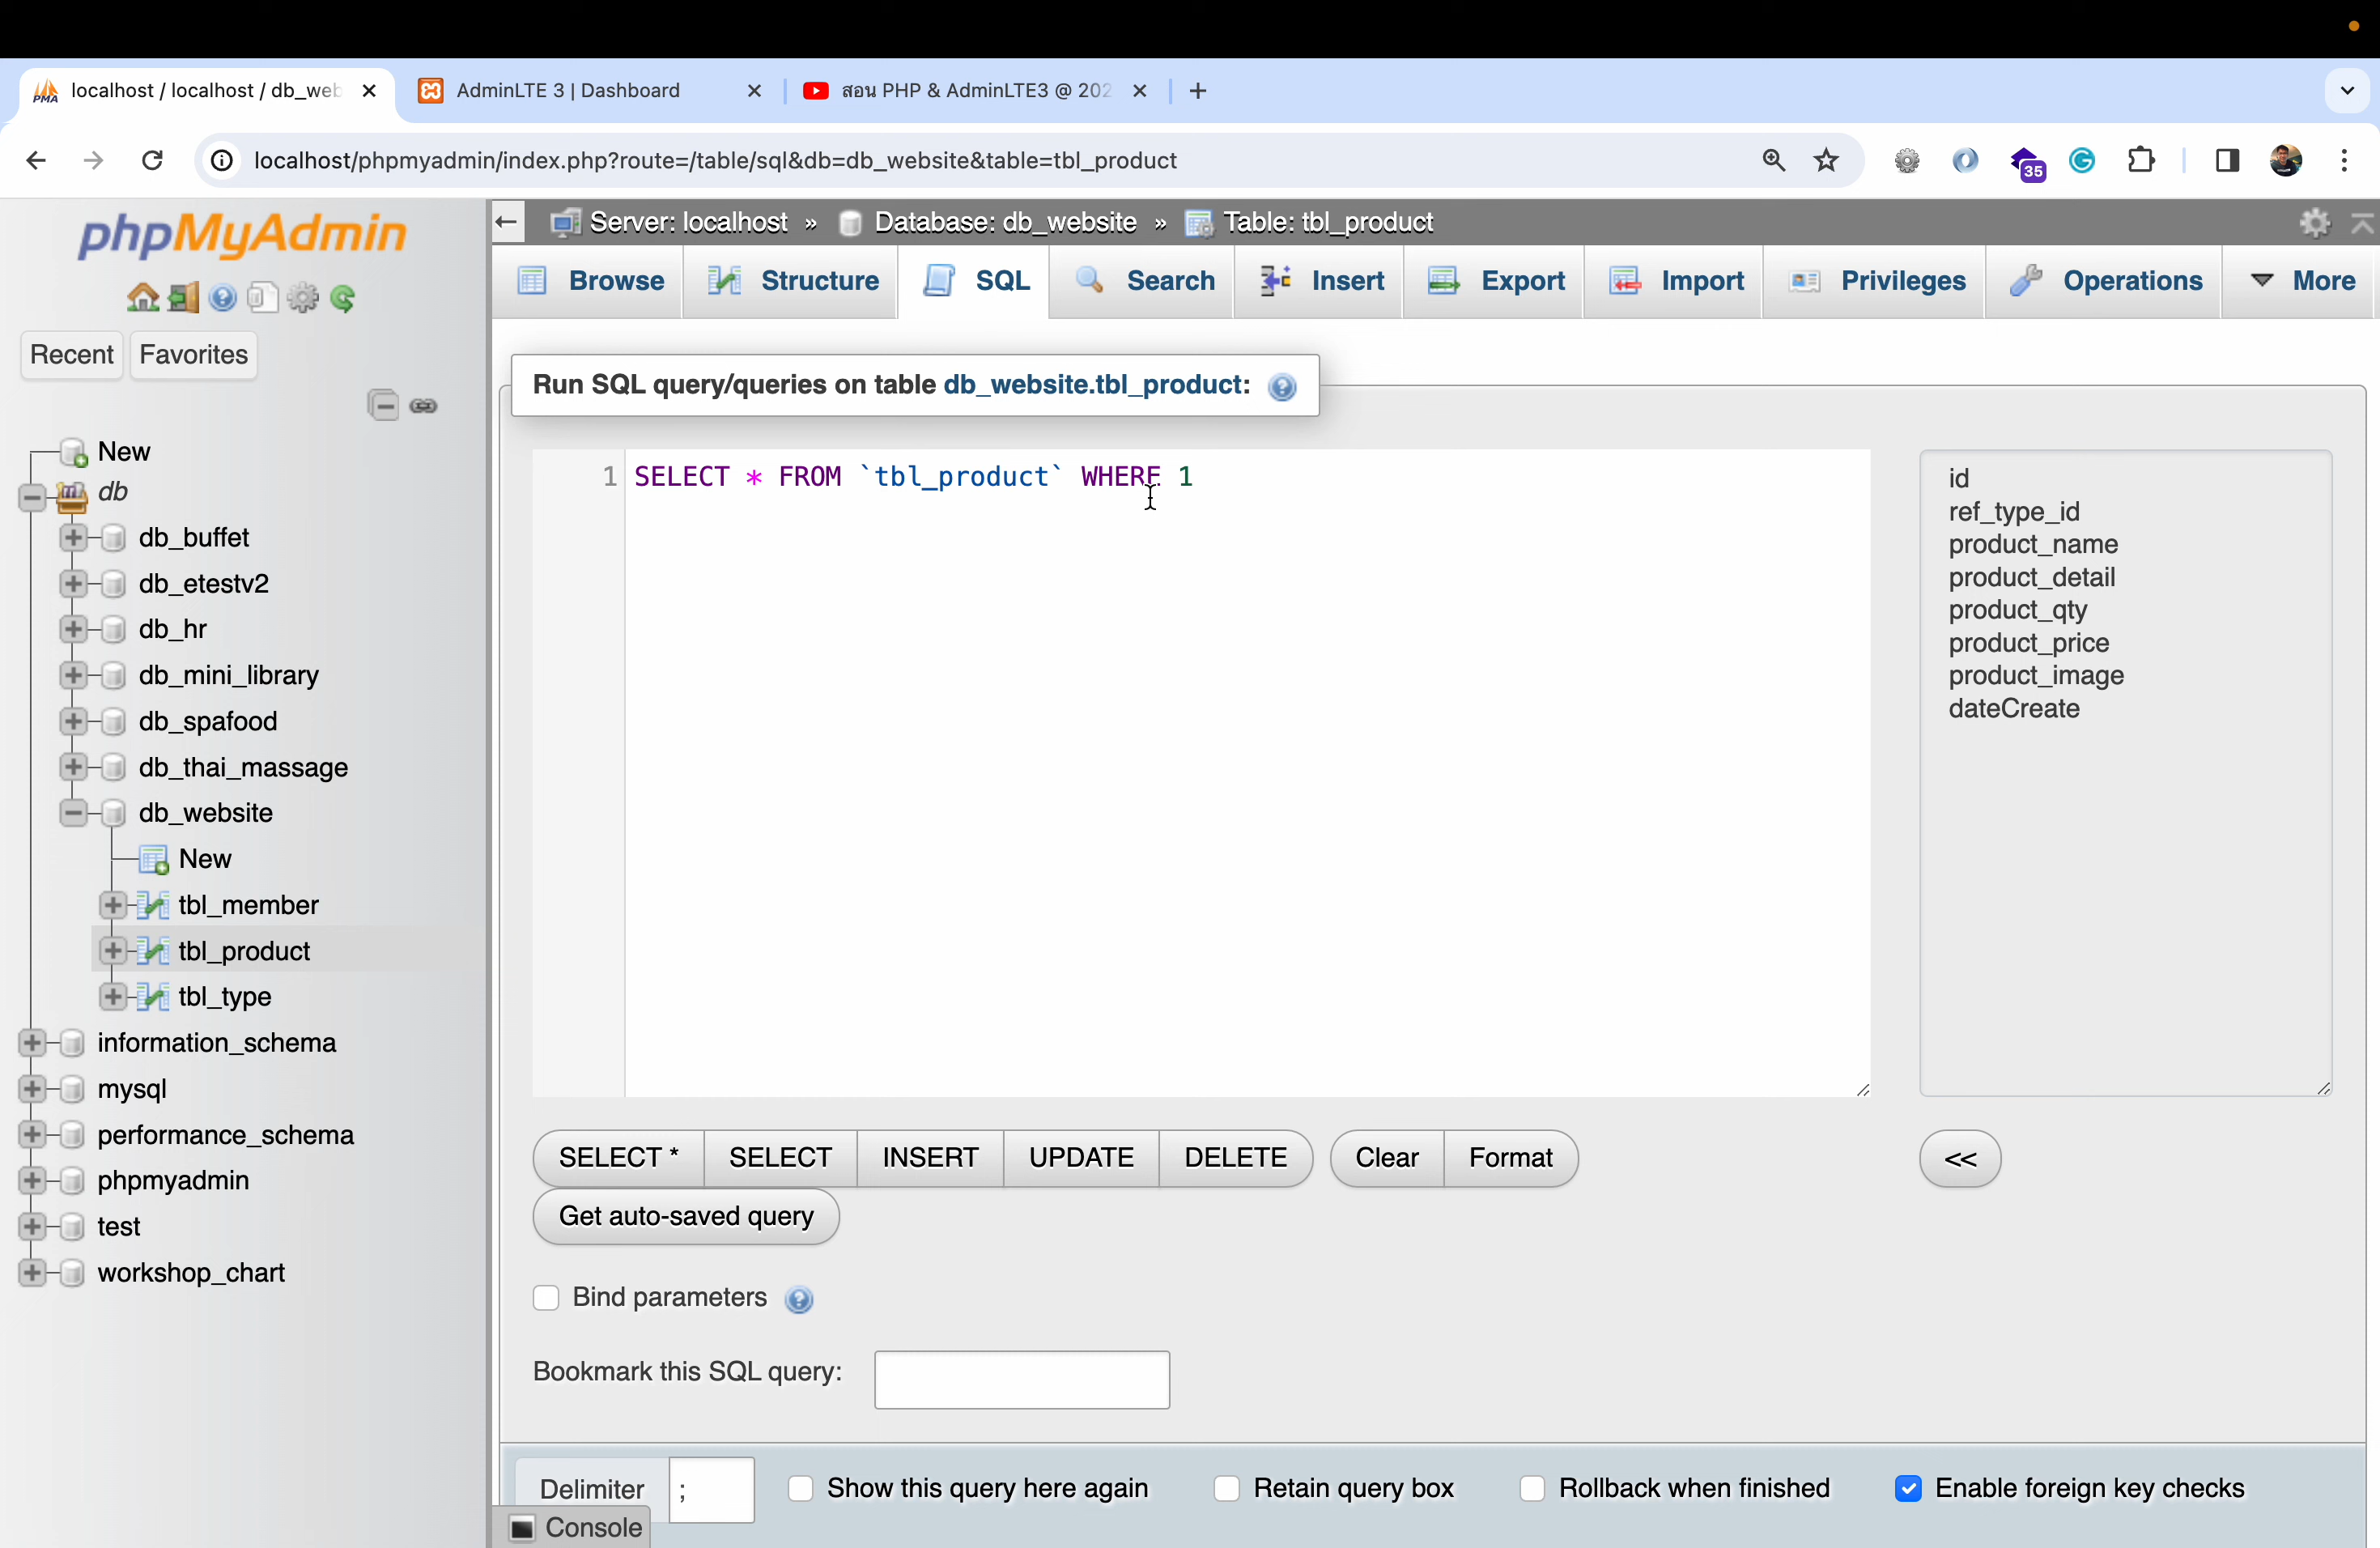 localhost / localhost / db_web
AdminLTE 3 | Dashboard
สอน PHP & AdminLTE3 @ 202
localhost/phpmyadmin/index.php?route=/table/sql&db=db_website&table=tbl_product
35
phpMyAdmin
Recent
Favorites
New
db
db_buffet
db_etestv2
db_hr
db_mini_library
db_spafood
db_thai_massage
db_website
New
tbl_member
tbl_product
tbl_type
information_schema
mysql
performance_schema
phpmyadmin
test
workshop_chart
Server: localhost » Database: db_website » Table: tbl_product
Browse
Structure
SQL
Search
Insert
Export
Import
Privileges
Operations
More
Run SQL query/queries on table db_website.tbl_product:
1 SELECT * FROM `tbl_product` WHERE 1
id
ref_type_id
product_name
product_detail
product_qty
product_price
product_image
dateCreate
SELECT *
SELECT
INSERT
UPDATE
DELETE
Clear
Format
<<
Get auto-saved query
Bind parameters
Bookmark this SQL query:
Delimiter ;
Show this query here again
Retain query box
Rollback when finished
Enable foreign key checks
Console